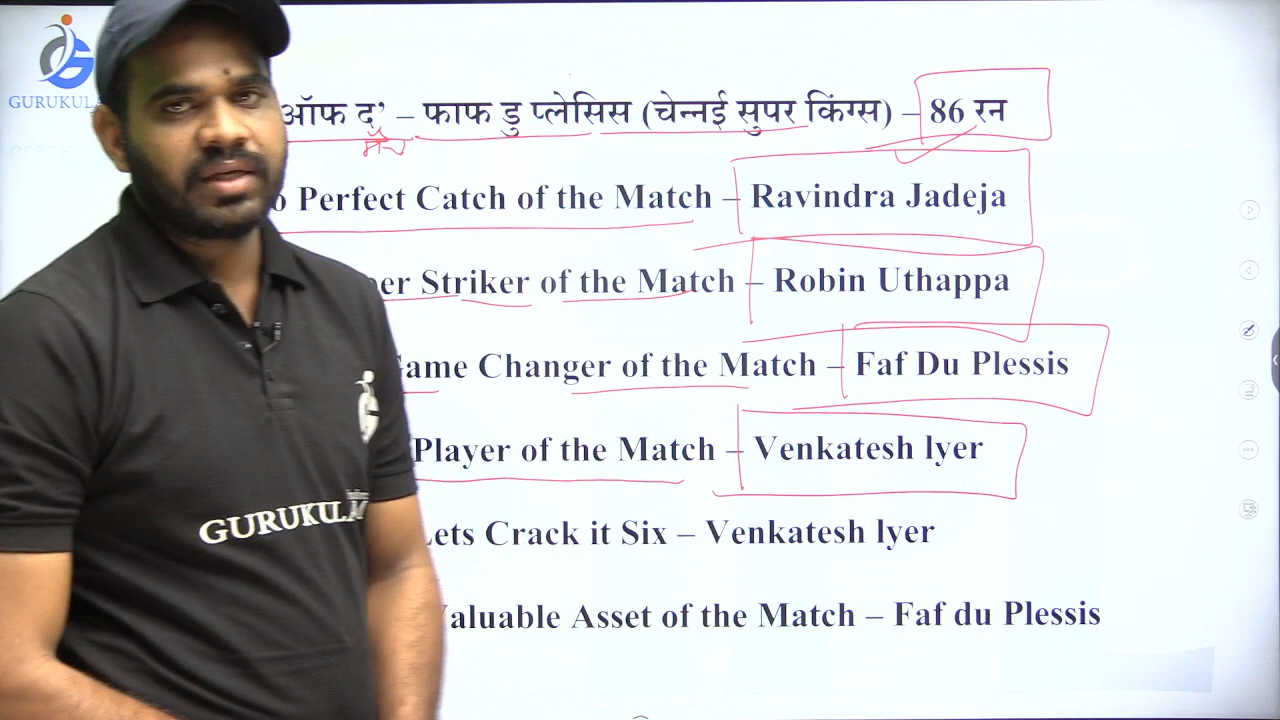 GURUKULA
ऑफ द’ – फाफ डु प्लेसिस (चेन्नई सुपर किंग्स) – 86 रन
Perfect Catch of the Match – Ravindra Jadeja
Striker of the Match – Robin Uthappa
Game Changer of the Match – Faf Du Plessis
Player of the Match – Venkatesh lyer
Lets Crack it Six – Venkatesh lyer
Valuable Asset of the Match – Faf du Plessis
GURUKULA